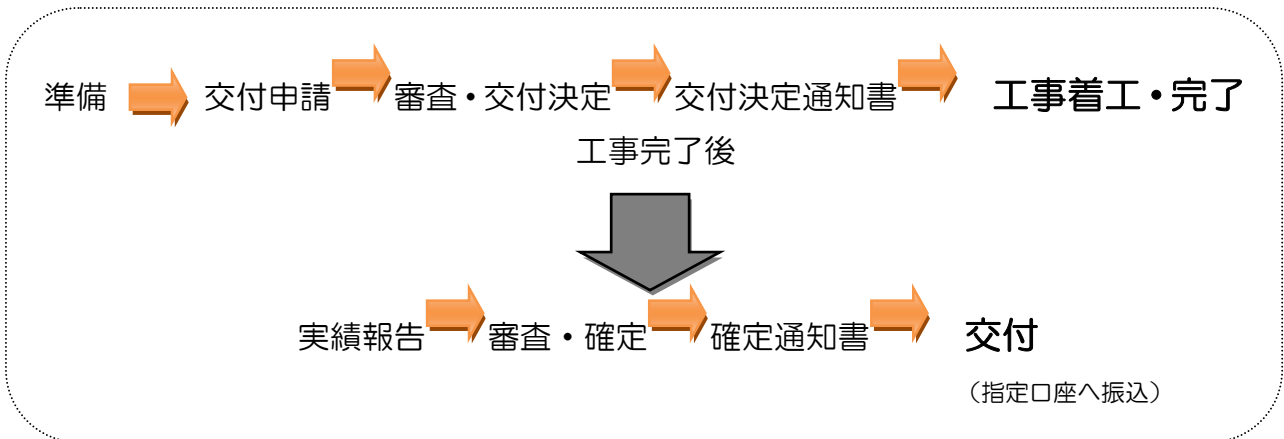 準備 交付申請 審査・交付決定 交付決定通知書 工事着工・完了
工事完了後
実績報告 審査・確定 確定通知書 交付
（指定口座へ振込）